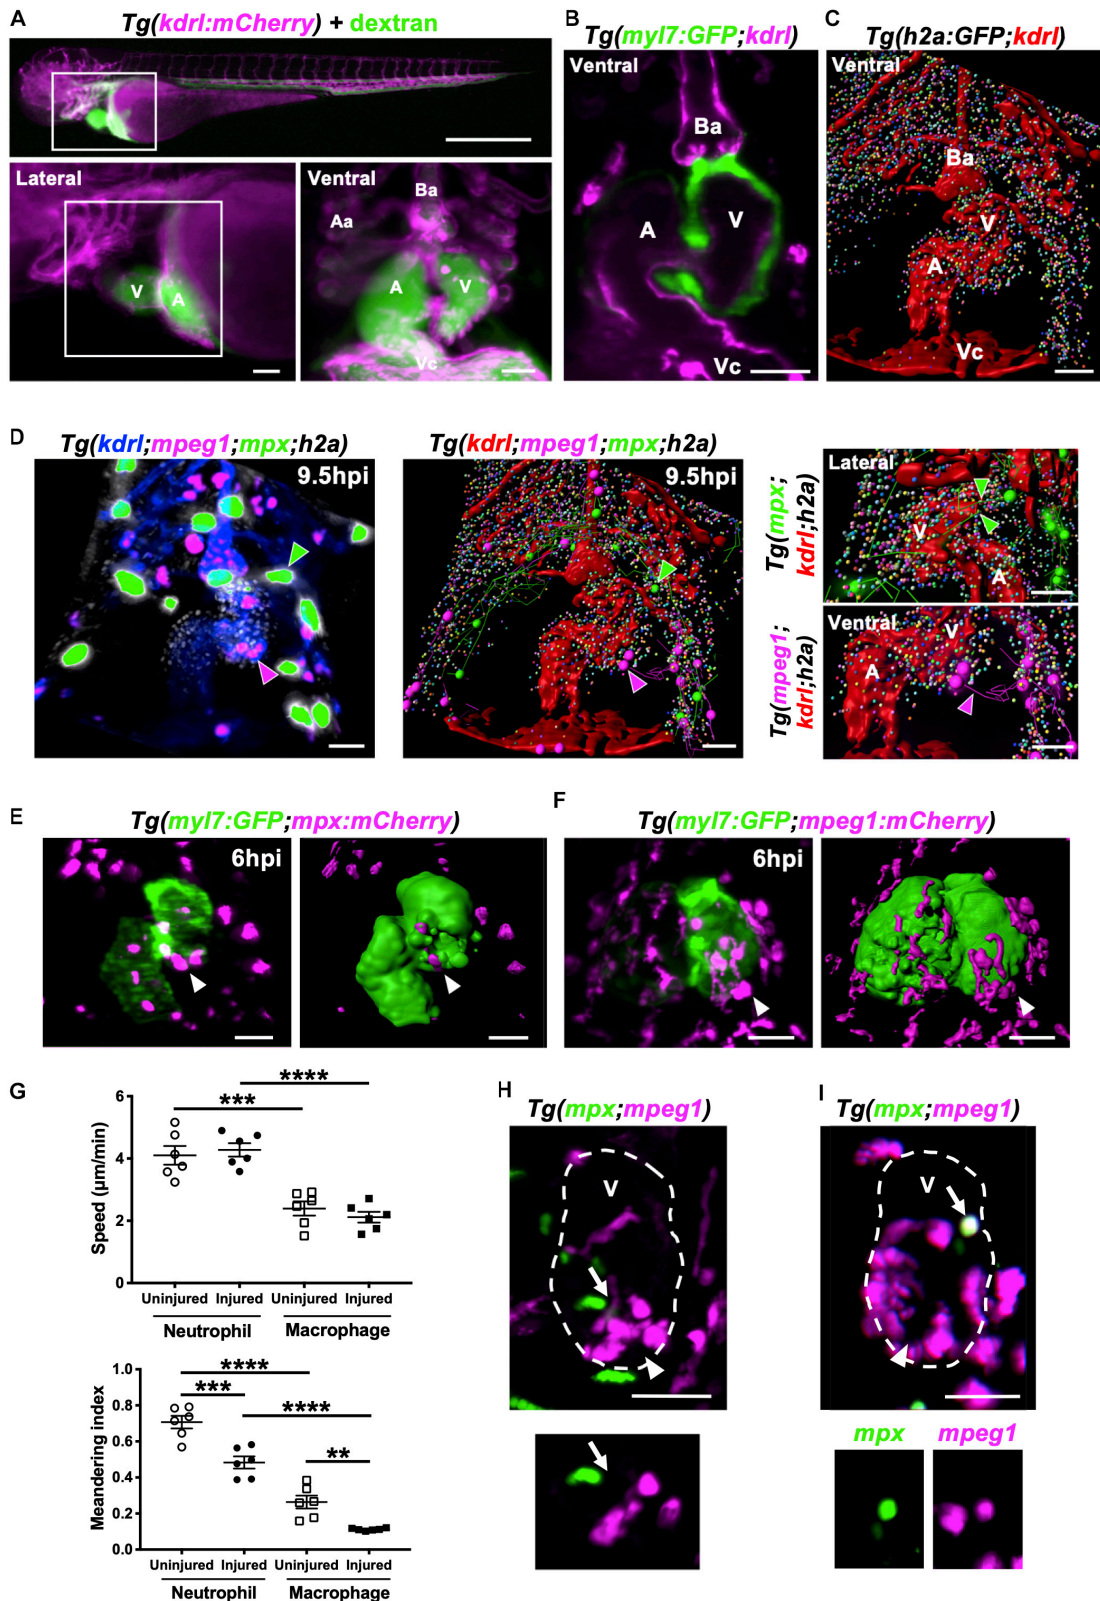 A
Tg(kdrl:mCherry) + dextran
Lateral
V
A
Ventral
Ba
Aa
A
V
Vc
B
Tg(myl7:GFP;kdrl)
Ventral
Ba
A
V
Vc
C
Tg(h2a:GFP;kdrl)
Ventral
Ba
V
A
Vc
D
Tg(kdrl;mpeg1;mpx;h2a)
9.5hpi
Tg(kdrl;mpeg1;mpx;h2a)
9.5hpi
Tg(mpx;
kdrl;h2a)
Lateral
V
A
Tg(mpeg1;
kdrl;h2a)
Ventral
V
A
E
Tg(myl7:GFP;mpx:mCherry)
6hpi
F
Tg(myl7:GFP;mpeg1:mCherry)
6hpi
G
****
***
Speed (μm/min)
6
4
2
0
Uninjured Injured Uninjured Injured
Neutrophil Macrophage
****
***
****
**
Meandering index
1.0
0.8
0.6
0.4
0.2
0.0
Uninjured Injured Uninjured Injured
Neutrophil Macrophage
H
Tg(mpx;mpeg1)
V
I
Tg(mpx;mpeg1)
V
mpx mpeg1